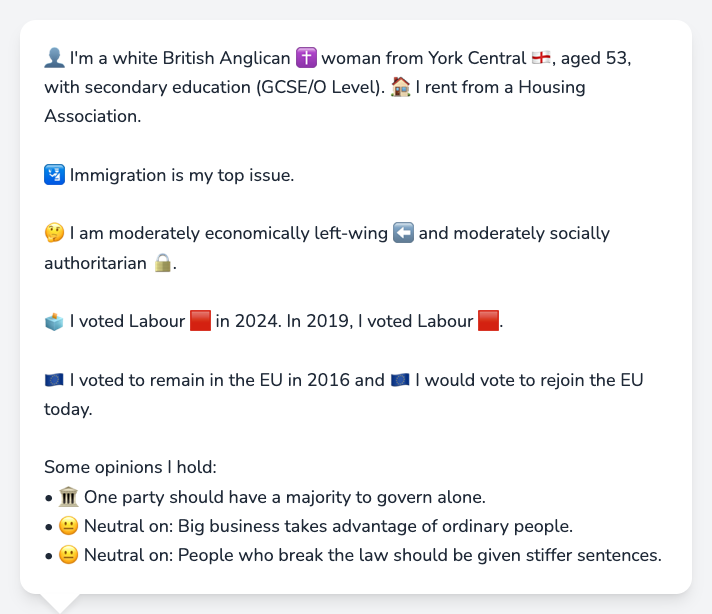 👤 I'm a white British Anglican ✝️ woman from York Central 🏴󠁧󠁢󠁥󠁮󠁧󠁿, aged 53,
with secondary education (GCSE/O Level). 🏠 I rent from a Housing
Association.
🛂 Immigration is my top issue.
🤔 I am moderately economically left-wing ⬅️ and moderately socially
authoritarian 🔒.
🗳️ I voted Labour 🟥 in 2024. In 2019, I voted Labour 🟥.
🇪🇺 I voted to remain in the EU in 2016 and 🇪🇺 I would vote to rejoin the EU
today.
Some opinions I hold:
• 🏛️ One party should have a majority to govern alone.
• 😐 Neutral on: Big business takes advantage of ordinary people.
• 😐 Neutral on: People who break the law should be given stiffer sentences.